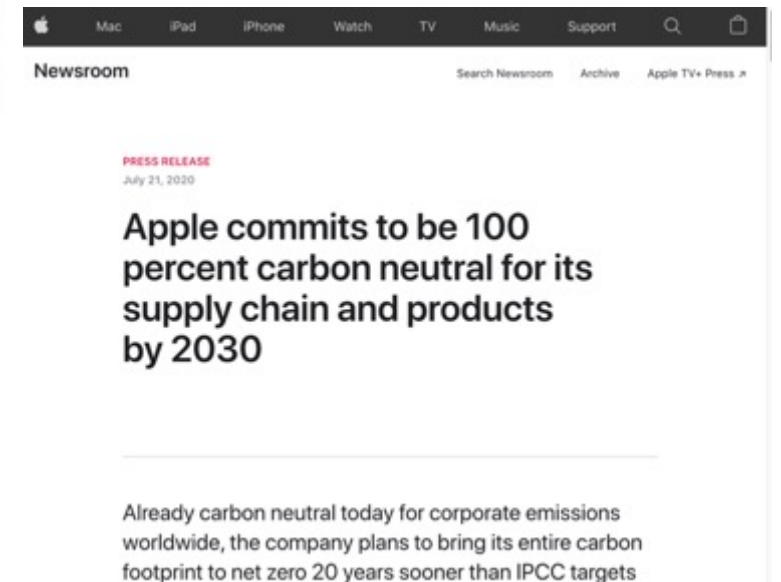 Mac iPad iPhone Watch TV Music Support
Newsroom Search Newsroom Archive Apple TV+ Press ↗
PRESS RELEASE
July 21, 2020
Apple commits to be 100
percent carbon neutral for its
supply chain and products
by 2030
Already carbon neutral today for corporate emissions
worldwide, the company plans to bring its entire carbon
footprint to net zero 20 years sooner than IPCC targets